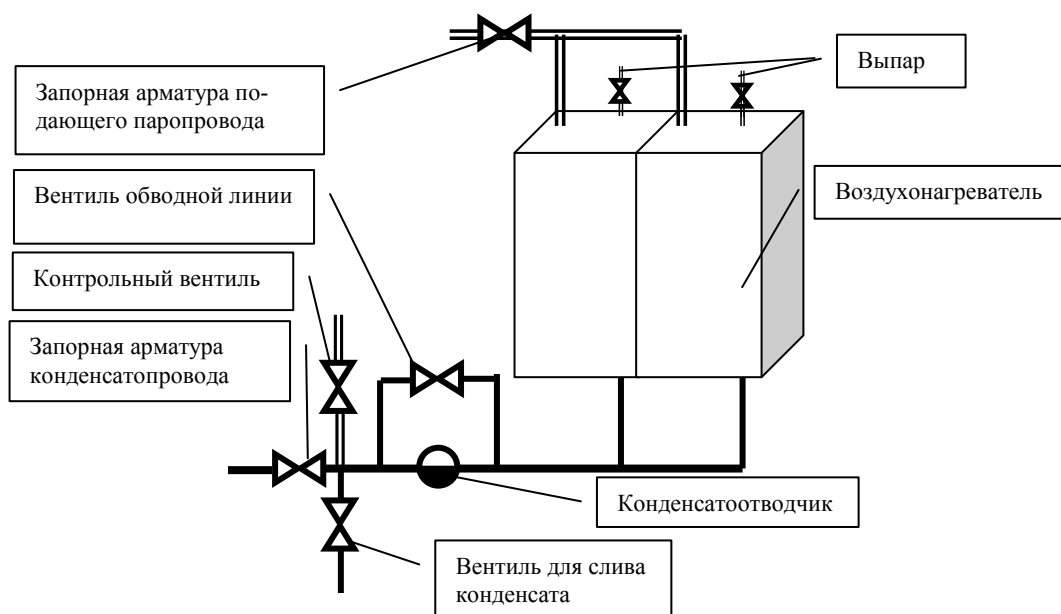 Запорная арматура по-
дающего паропровода
Выпар
Вентиль обводной линии
Воздухонагреватель
Контрольный вентиль
Запорная арматура
конденсатопровода
Конденсатоотводчик
Вентиль для слива
конденсата